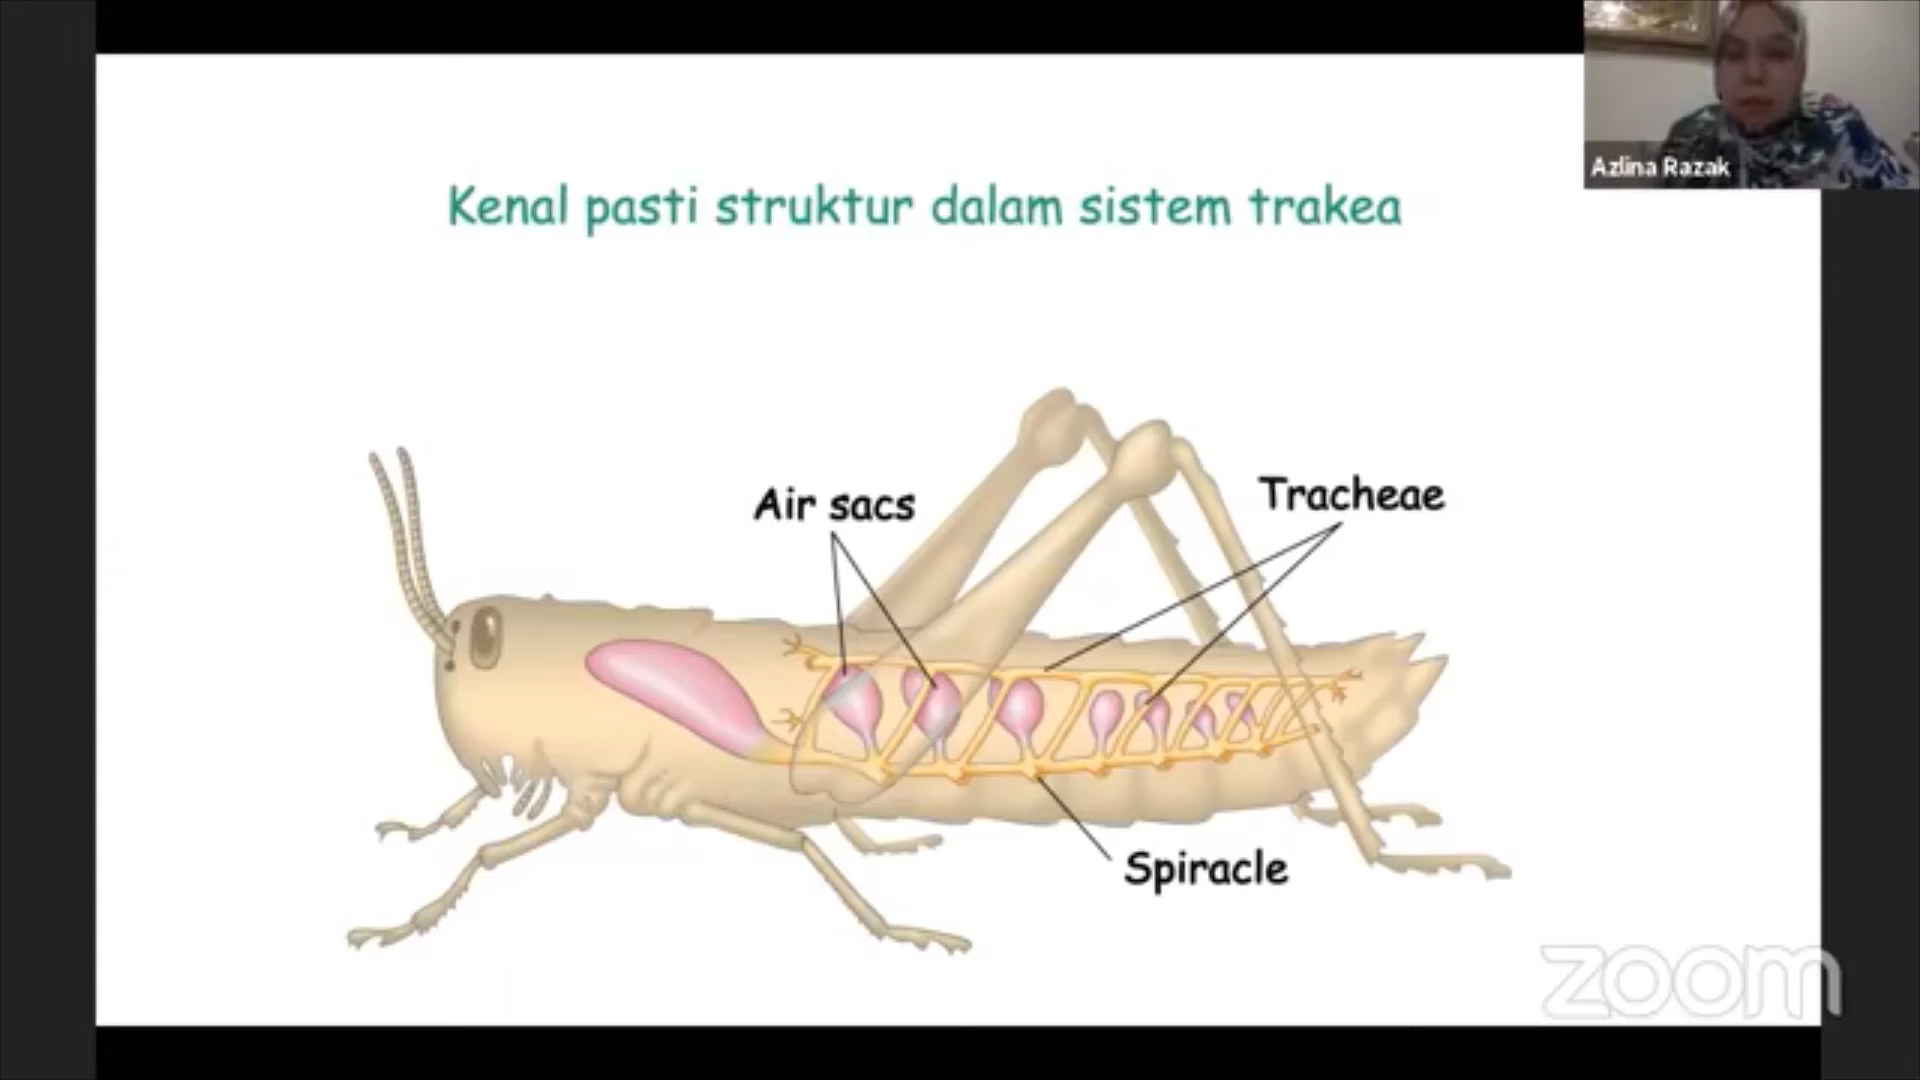 Azlina Razak
Kenal pasti struktur dalam sistem trakea
Air sacs
Tracheae
Spiracle
zoom